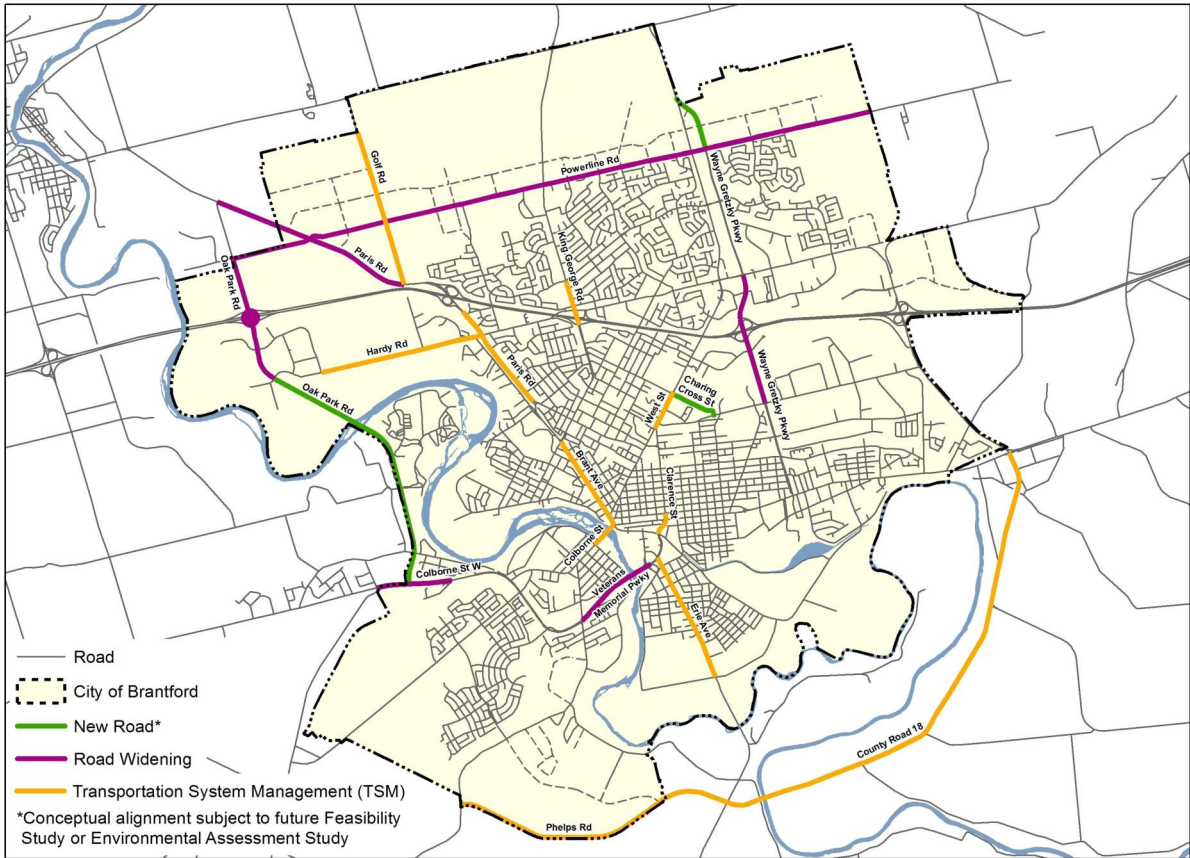 Golf Rd
Powerline Rd
Wayne Gretzky Pkwy
King George Rd
Paris Rd
Oak Park Rd
Hardy Rd
Paris Rd
Wayne Gretzky Pkwy
Oak Park Rd
Charing
Cross St
West St
Brant Ave
Clarence St
Colborne St
Colborne St W
Veterans
Memorial Pwky
Erie Ave
County Road 18
Phelps Rd
Road
City of Brantford
New Road*
Road Widening
Transportation System Management (TSM)
*Conceptual alignment subject to future Feasibility
Study or Environmental Assessment Study